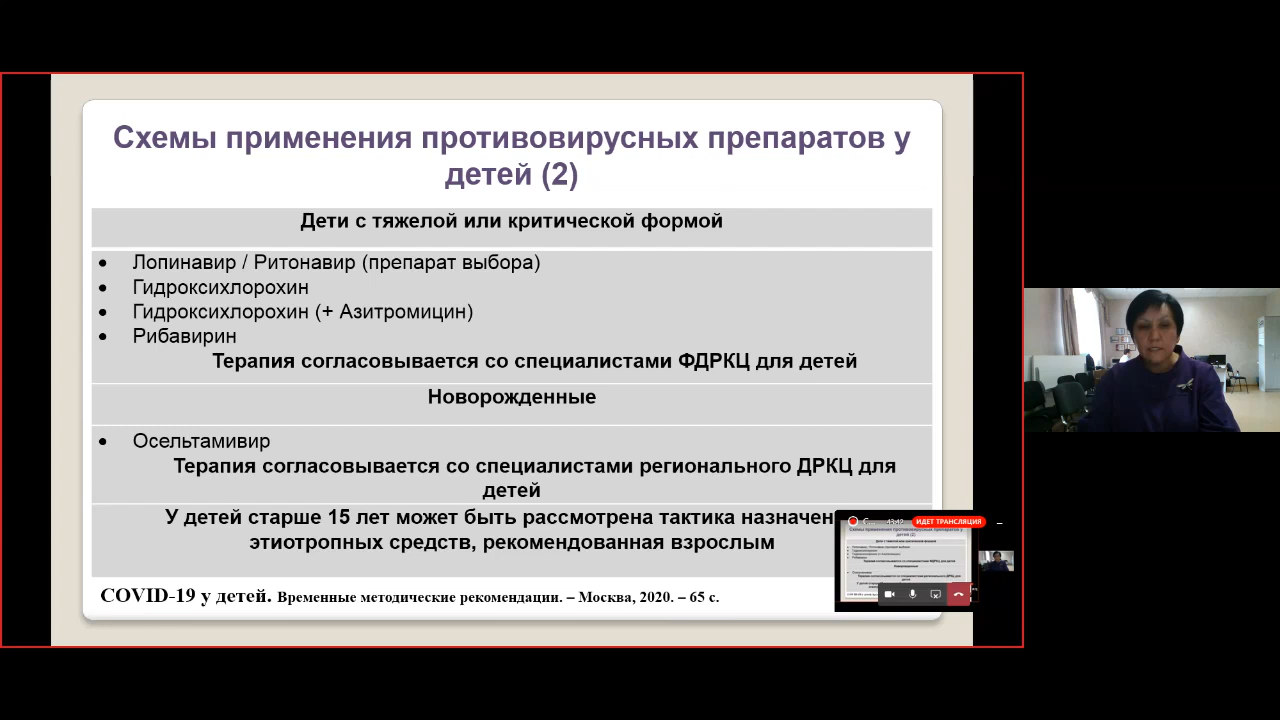 Схемы применения противовирусных препаратов у
детей (2)
Дети с тяжелой или критической формой
• Лопинавир / Ритонавир (препарат выбора)
• Гидроксихлорохин
• Гидроксихлорохин (+ Азитромицин)
• Рибавирин
Терапия согласовывается со специалистами ФДРКЦ для детей
Новорожденные
• Осельтамивир
Терапия согласовывается со специалистами регионального ДРКЦ для
детей
У детей старше 15 лет может быть рассмотрена тактика назначен
этиотропных средств, рекомендованная взрослым
COVID-19 у детей. Временные методические рекомендации. – Москва, 2020. – 65 с.
43:42
ИДЕТ ТРАНСЛЯЦИЯ